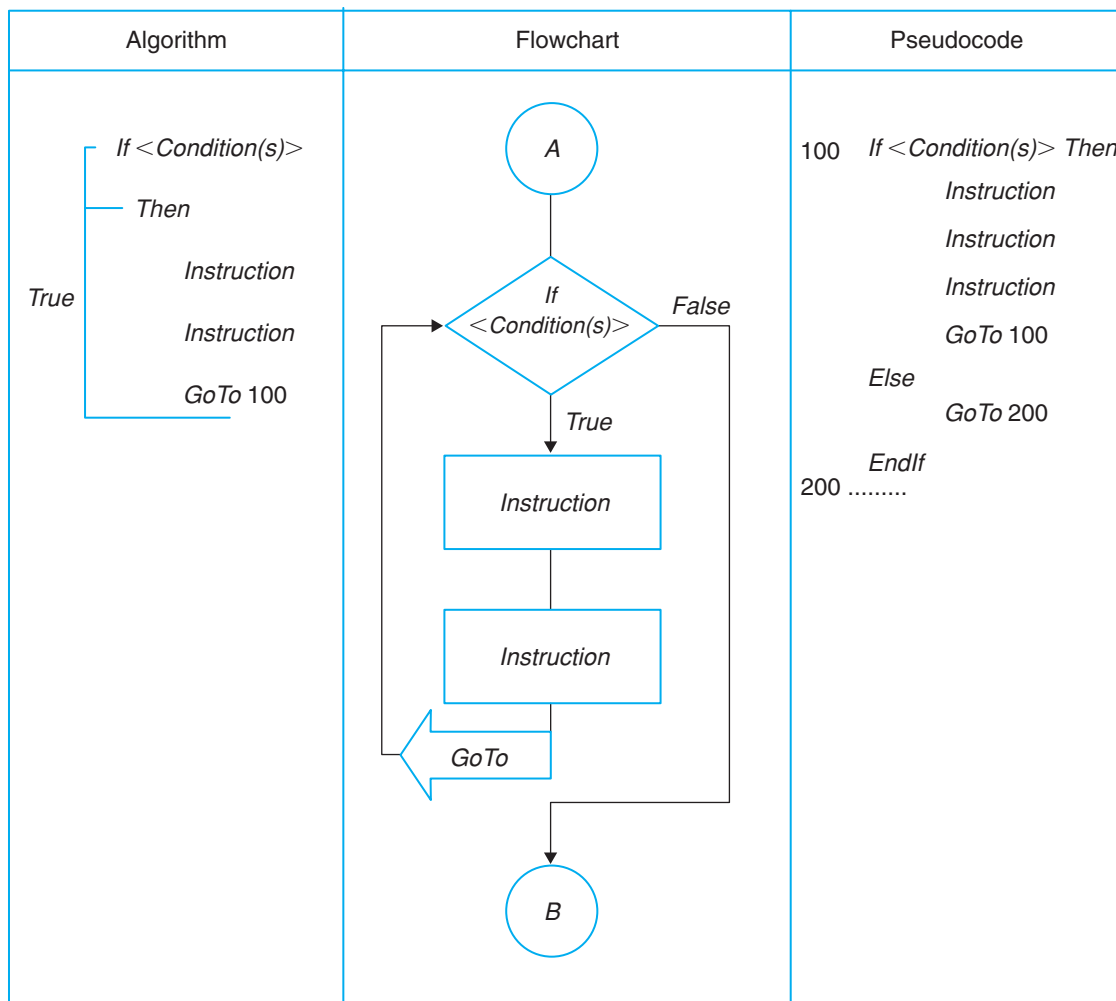 Algorithm
Flowchart
Pseudocode
If <Condition(s)>
Then
True
Instruction
Instruction
GoTo 100
A
If
<Condition(s)>
False
True
Instruction
Instruction
GoTo
B
100 If <Condition(s)> Then
Instruction
Instruction
Instruction
GoTo 100
Else
GoTo 200
EndIf
200 .........